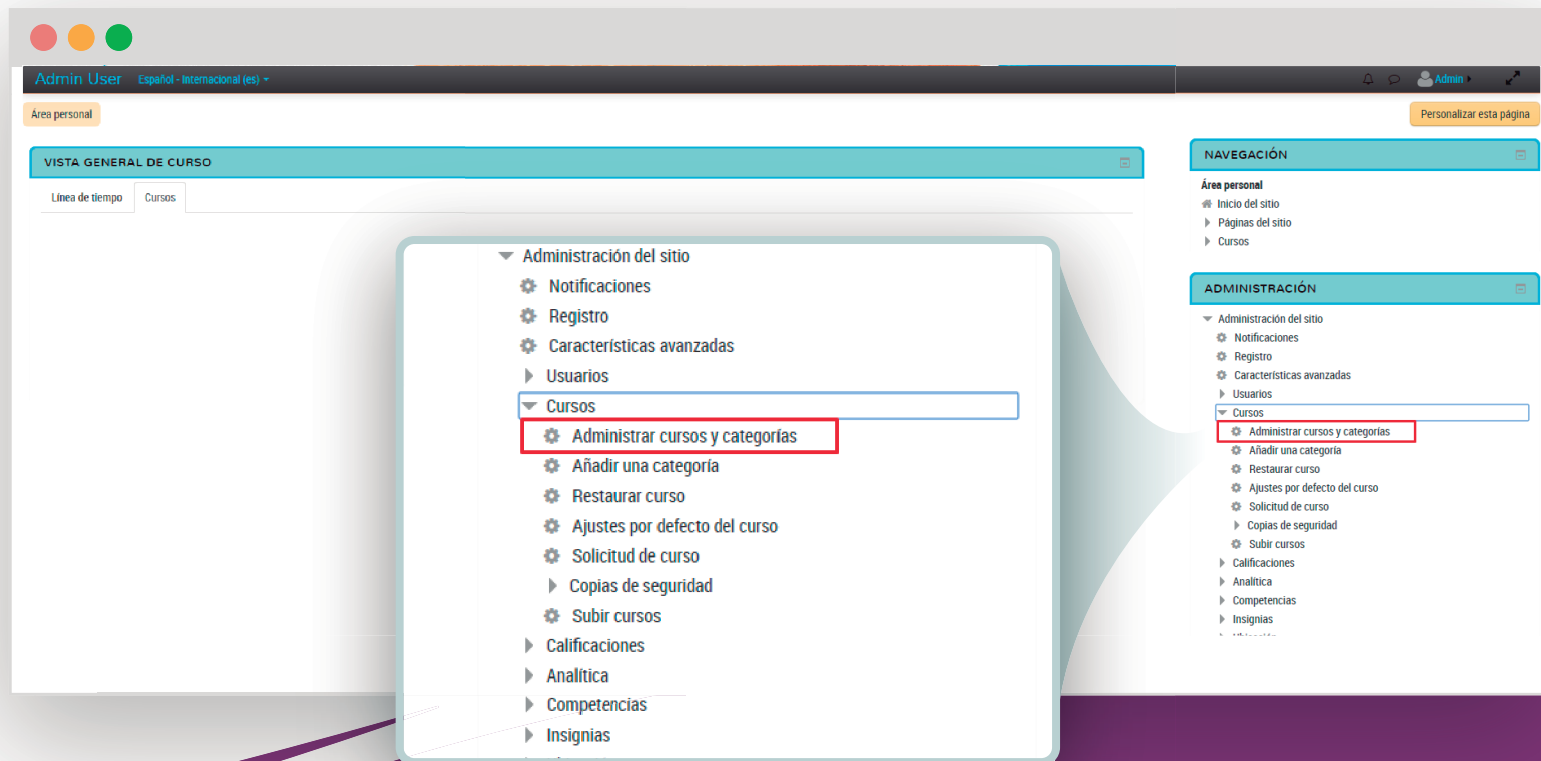 Admin User Español - Internacional (es)
Admin
Área personal
Personalizar esta página
VISTA GENERAL DE CURSO
Línea de tiempo Cursos
Administración del sitio
Notificaciones
Registro
Características avanzadas
Usuarios
Cursos
Administrar cursos y categorías
Añadir una categoría
Restaurar curso
Ajustes por defecto del curso
Solicitud de curso
Copias de seguridad
Subir cursos
Calificaciones
Analítica
Competencias
Insignias
NAVEGACIÓN
Área personal
Inicio del sitio
Páginas del sitio
Cursos
ADMINISTRACIÓN
Administración del sitio
Notificaciones
Registro
Características avanzadas
Usuarios
Cursos
Administrar cursos y categorías
Añadir una categoría
Restaurar curso
Ajustes por defecto del curso
Solicitud de curso
Copias de seguridad
Subir cursos
Calificaciones
Analítica
Competencias
Insignias